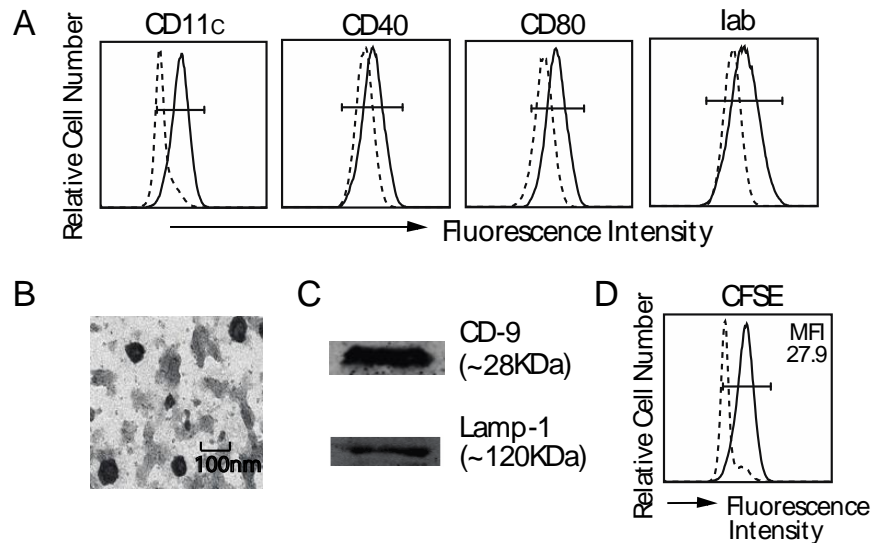 A
CD11c
CD40
CD80
Iab
Relative Cell Number
Fluorescence Intensity
B
100nm
C
CD-9
(~28KDa)
Lamp-1
(~120KDa)
D
CFSE
MFI
27.9
Relative Cell Number
Fluorescence
Intensity